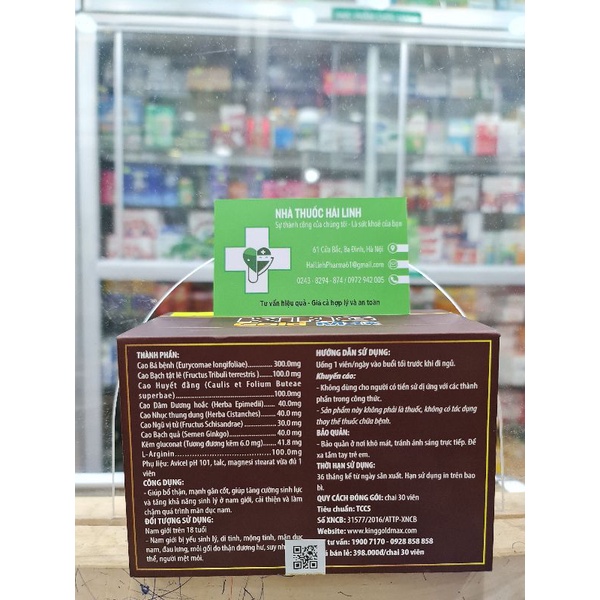 NHÀ THUỐC HẢI LINH
Sự thành công của chúng tôi - Là sức khoẻ của bạn
61 Cửa Bắc, Ba Đình, Hà Nội
HaiLinhPharma61@gmail.com
0243 - 8294 - 874 / 0972 942 005
Tư vấn hiệu quả - Giá cả hợp lý và an toàn
THÀNH PHẦN:
Cao Bá bệnh (Eurycomae longifoliae)............ 300.0mg
Cao Bạch tật lê (Fructus Tribuli terrestris )........100.0 mg
Cao Huyết đằng (Caulis et Folium Buteae
superbae)........................................100.0mg
Cao Dâm Dương hoắc (Herba Epimedii)...... 40.0mg
Cao Nhục thung dung (Herba Cistanches)...... 40.0 mg
Cao Ngũ vị tử (Fructus Schisandrae)............ 30.0 mg
Cao Bạch quả (Semen Ginkgo)............ 40.0 mg
Kẽm gluconat (Tương đương kẽm 6.0 mg)...... 41.8 mg
L-Arginin............................100.0mg
Phụ liệu: Avicel pH 101, talc, magnesi stearat vừa đủ 1
viên
CÔNG DỤNG:
- Giúp bổ thận, mạnh gân cốt, giúp tăng cường sinh lực
và tăng khả năng sinh lý ở nam giới, cải thiện và làm
chậm quá trình mãn dục nam.
ĐỐI TƯỢNG SỬ DỤNG:
Nam giới trên 18 tuổi
- Nam giới bị yếu sinh lý, di tinh, mộng tinh, mãn dục
nam, đau lưng, mỏi gối do thận dương hư, suy nh
thể, người mệt mỏi.
HƯỚNG DẪN SỬ DỤNG:
Uống 1 viên/ngày vào buổi tối trước khi đi ngủ.
Khuyến cáo:
- Không dùng cho người có tiền sử dị ứng với các thành
phần trong công thức.
- Sản phẩm này không phải là thuốc, không có tác dụng
thay thế thuốc chữa bệnh.
BẢO QUẢN:
- Bảo quản ở nơi khô mát, tránh ánh sáng trực tiếp. Để
xa tầm tay trẻ em.
THỜI HẠN SỬ DỤNG:
36 tháng kể từ ngày sản xuất. Hạn sử dụng in trên bao
bì.
QUY CÁCH ĐÓNG GÓI: chai 30 viên
Tiêu chuẩn: TCCS
Số XNCB: 31577/2016/ATTP-XNCB
Website: www.kinggoldmax.com
tư vấn: 1900 7170 - 0928 858 858
bán lẻ: 398.000đ/chai 30 viên